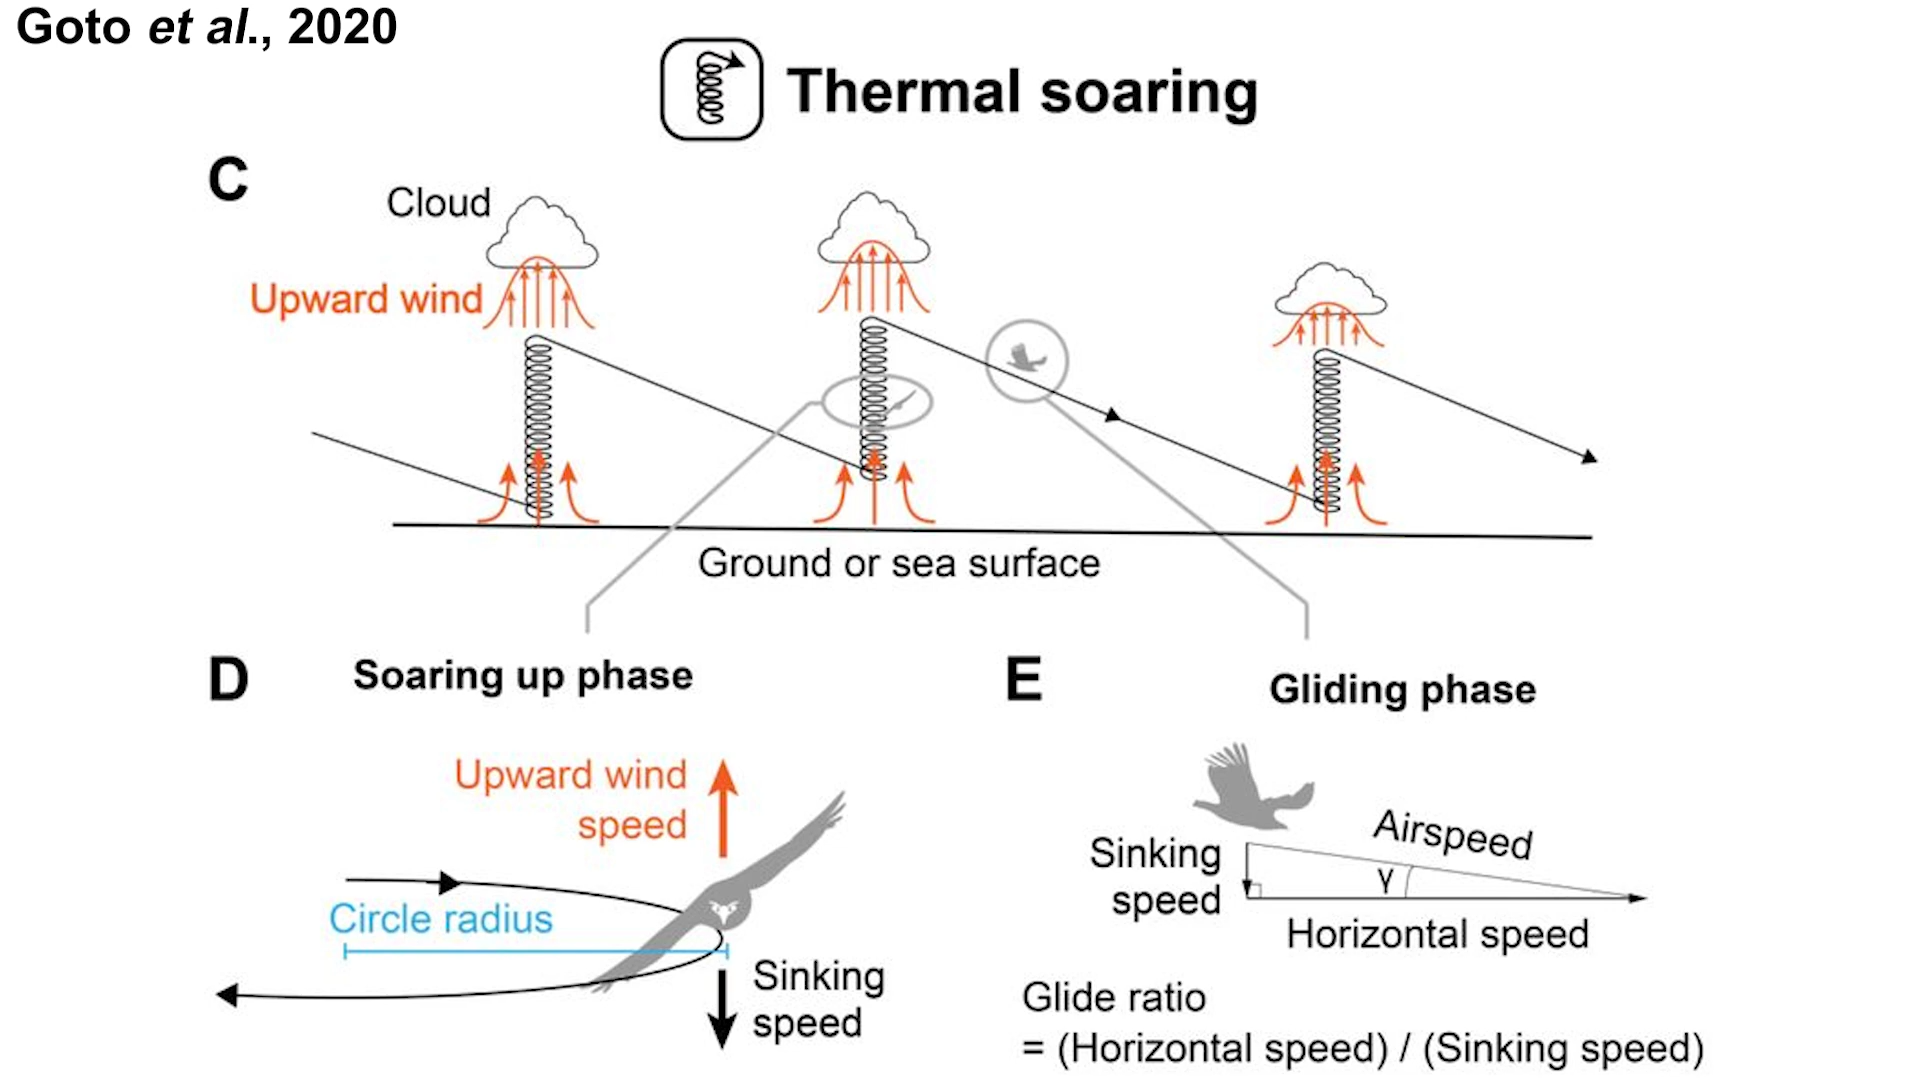 Goto et al., 2020
Thermal soaring
C
Cloud
Upward wind
Ground or sea surface
D
Soaring up phase
Upward wind
speed
Circle radius
Sinking
speed
E
Gliding phase
Airspeed
Sinking
speed
γ
Horizontal speed
Glide ratio
= (Horizontal speed) / (Sinking speed)